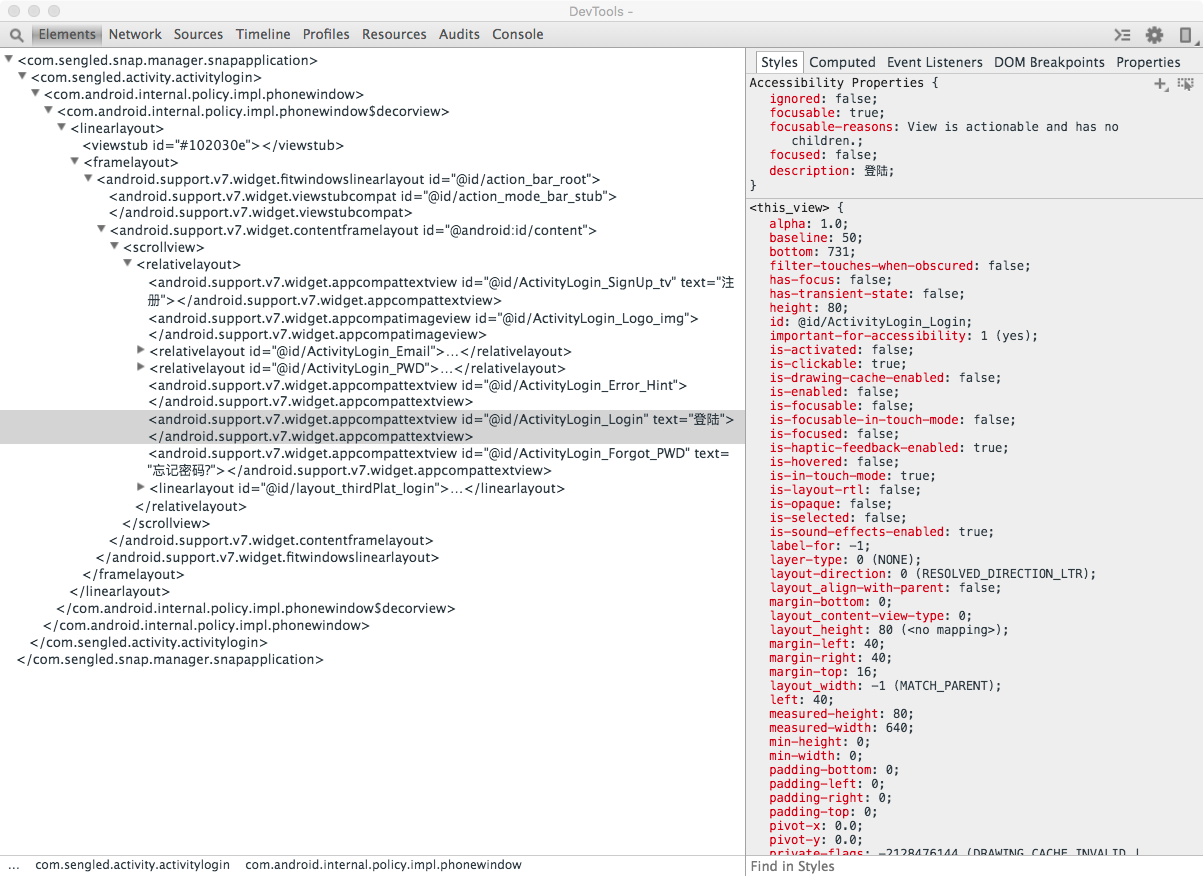 DevTools -
Elements Network Sources Timeline Profiles Resources Audits Console
<com.sengled.snap.manager.snapapplication>
<com.sengled.activity.activitylogin>
<com.android.internal.policy.impl.phonewindow>
<com.android.internal.policy.impl.phonewindow$decorview>
<linearlayout>
<viewstub id="#102030e"></viewstub>
<framelayout>
<android.support.v7.widget.fitwindowslinearlayout id="@id/action_bar_root">
<android.support.v7.widget.viewstubcompat id="@id/action_mode_bar_stub">
</android.support.v7.widget.viewstubcompat>
<android.support.v7.widget.contentframelayout id="@android:id/content">
<scrollview>
<relativelayout>
<android.support.v7.widget.appcompattextview id="@id/ActivityLogin_SignUp_tv" text="注
册"></android.support.v7.widget.appcompattextview>
<android.support.v7.widget.appcompatimageview id="@id/ActivityLogin_Logo_img">
</android.support.v7.widget.appcompatimageview>
<relativelayout id="@id/ActivityLogin_Email">...</relativelayout>
<relativelayout id="@id/ActivityLogin_PWD">...</relativelayout>
<android.support.v7.widget.appcompattextview id="@id/ActivityLogin_Error_Hint">
</android.support.v7.widget.appcompattextview>
<android.support.v7.widget.appcompattextview id="@id/ActivityLogin_Login" text="登陆">
</android.support.v7.widget.appcompattextview>
<android.support.v7.widget.appcompattextview id="@id/ActivityLogin_Forgot_PWD" text=
"忘记密码?"></android.support.v7.widget.appcompattextview>
<linearlayout id="@id/layout_thirdPlat_login">...</linearlayout>
</relativelayout>
</scrollview>
</android.support.v7.widget.contentframelayout>
</android.support.v7.widget.fitwindowslinearlayout>
</framelayout>
</linearlayout>
</com.android.internal.policy.impl.phonewindow$decorview>
</com.android.internal.policy.impl.phonewindow>
</com.sengled.activity.activitylogin>
</com.sengled.snap.manager.snapapplication>
... com.sengled.activity.activitylogin com.android.internal.policy.impl.phonewindow
Styles Computed Event Listeners DOM Breakpoints Properties
Accessibility Properties {
ignored: false;
focusable: true;
focusable-reasons: View is actionable and has no
children.;
focused: false;
description: 登陆;
}
<this_view> {
alpha: 1.0;
baseline: 50;
bottom: 731;
filter-touches-when-obscured: false;
has-focus: false;
has-transient-state: false;
height: 80;
id: @id/ActivityLogin_Login;
important-for-accessibility: 1 (yes);
is-activated: false;
is-clickable: true;
is-drawing-cache-enabled: false;
is-enabled: false;
is-focusable: false;
is-focusable-in-touch-mode: false;
is-focused: false;
is-haptic-feedback-enabled: true;
is-hovered: false;
is-in-touch-mode: true;
is-layout-rtl: false;
is-opaque: false;
is-selected: false;
is-sound-effects-enabled: true;
label-for: -1;
layer-type: 0 (NONE);
layout-direction: 0 (RESOLVED_DIRECTION_LTR);
layout_align-with-parent: false;
margin-bottom: 0;
layout_content-view-type: 0;
layout_height: 80 (<no mapping>);
margin-left: 40;
margin-right: 40;
margin-top: 16;
layout_width: -1 (MATCH_PARENT);
left: 40;
measured-height: 80;
measured-width: 640;
min-height: 0;
min-width: 0;
padding-bottom: 0;
padding-left: 0;
padding-right: 0;
padding-top: 0;
pivot-x: 0.0;
pivot-y: 0.0;
private-flags: -2128476144 (DRAWING_CACHE_INVALID |
Find in Styles